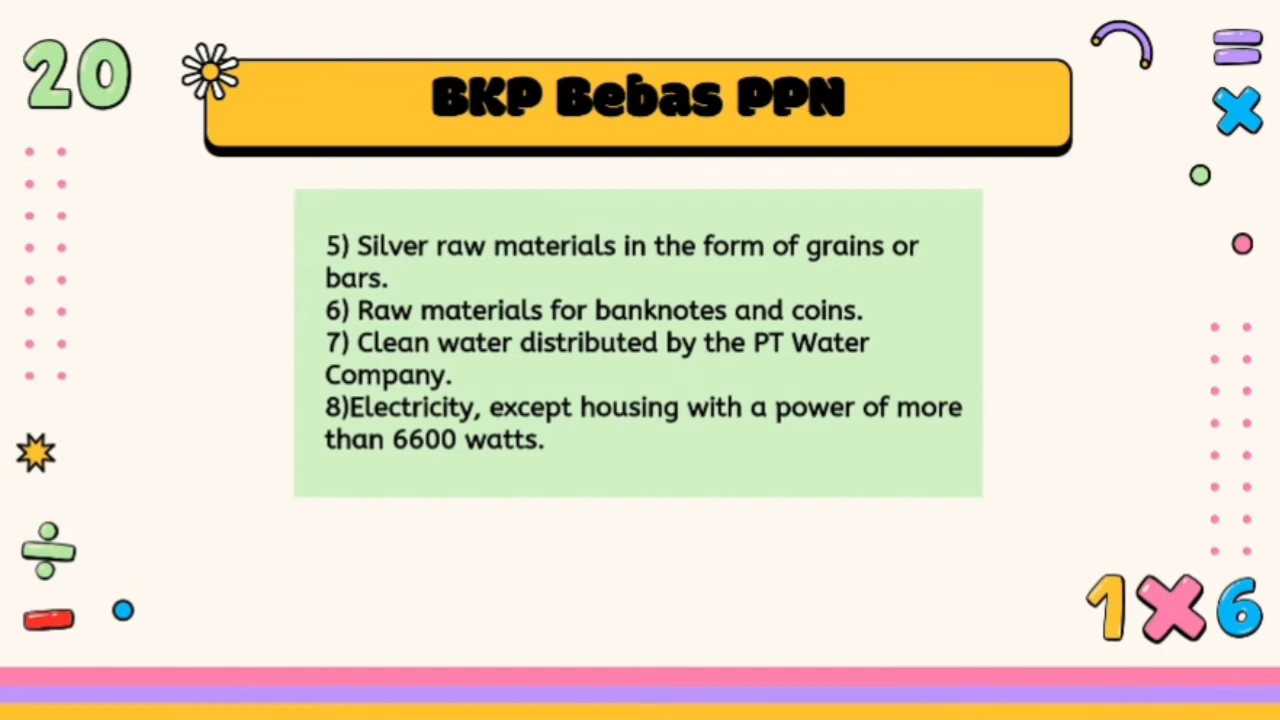 20
BKP Bebas PPN
5) Silver raw materials in the form of grains or
bars.
6) Raw materials for banknotes and coins.
7) Clean water distributed by the PT Water
Company.
8)Electricity, except housing with a power of more
than 6600 watts.
1×6